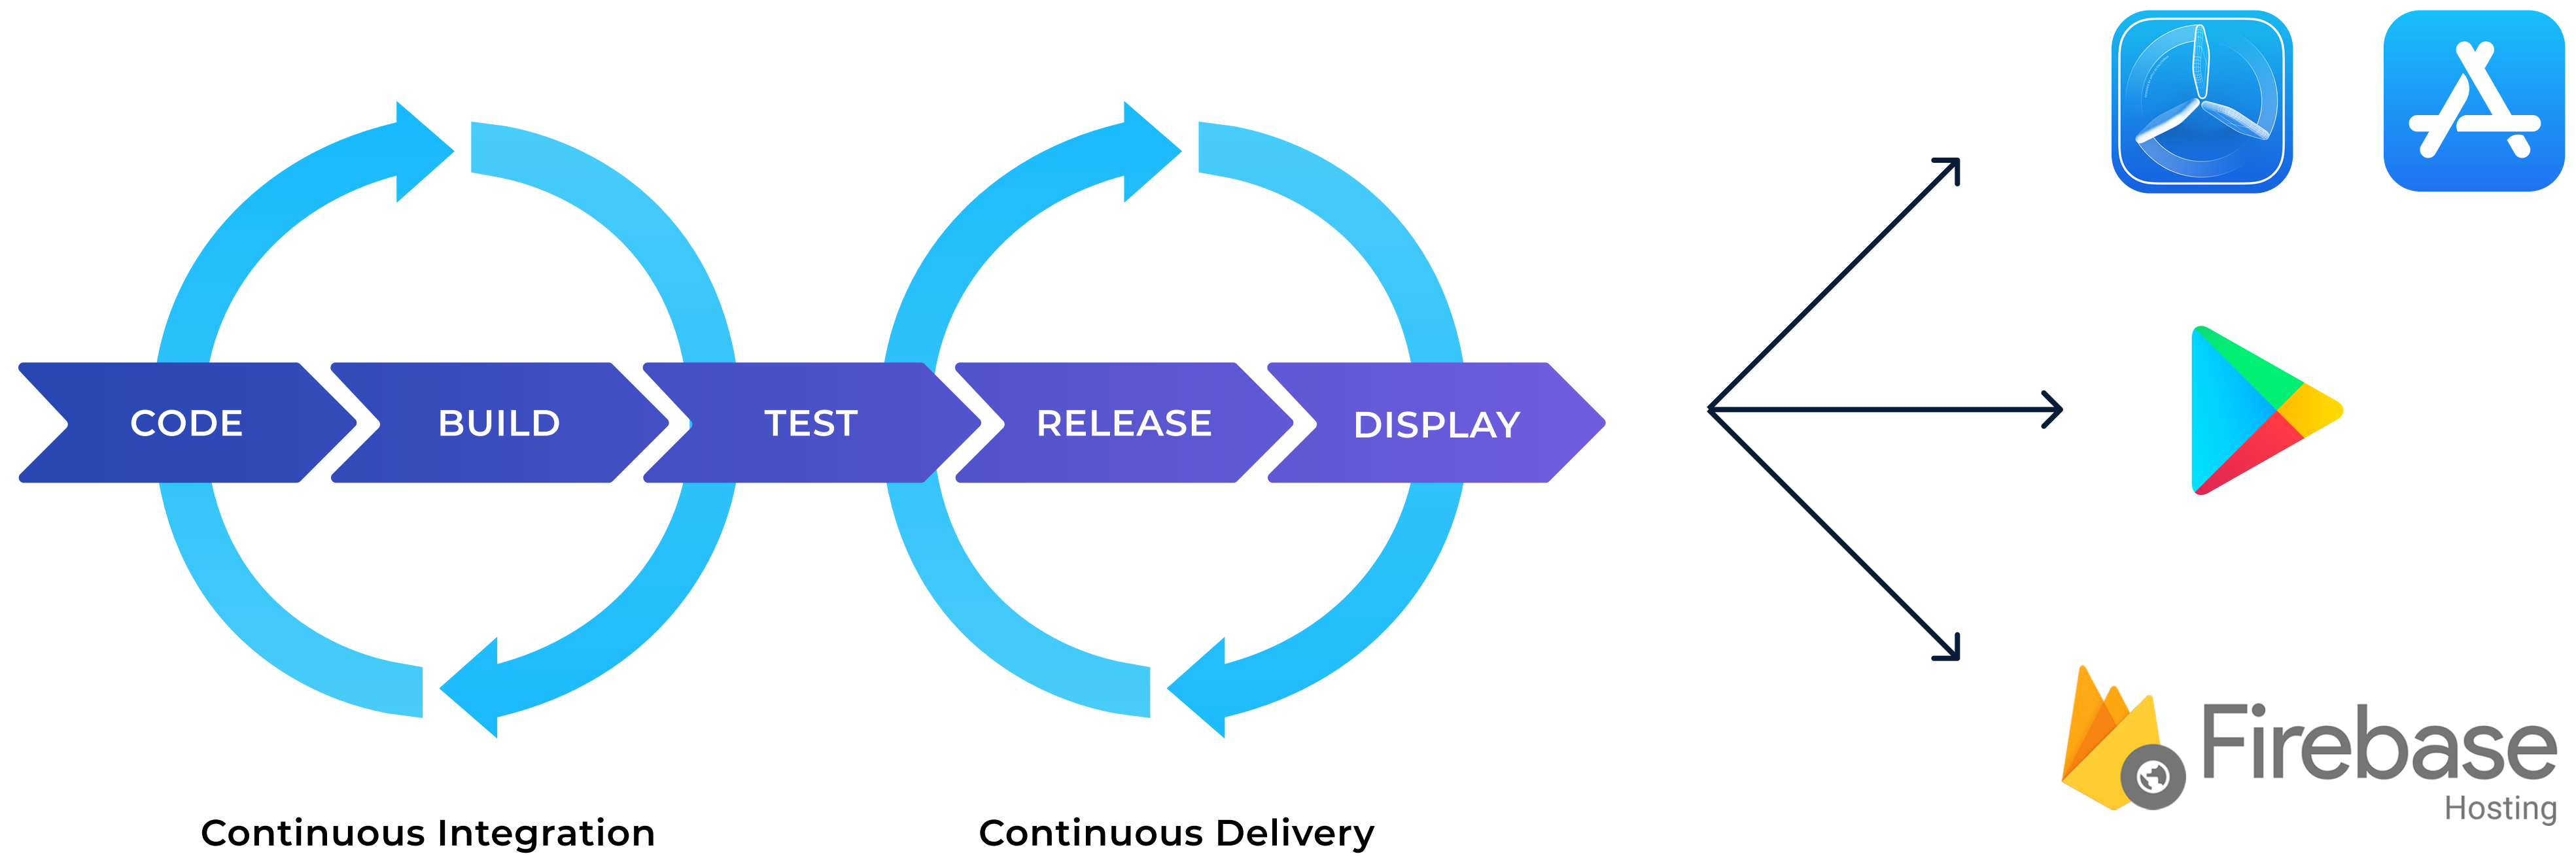 CODE
BUILD
TEST
RELEASE
DISPLAY
Continuous Integration
Continuous Delivery
Firebase
Hosting